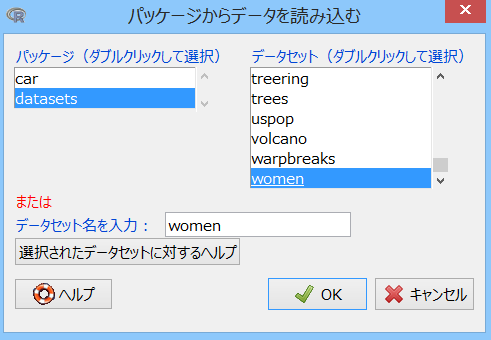 パッケージからデータを読み込む
パッケージ（ダブルクリックして選択）
car
datasets
データセット（ダブルクリックして選択）
treering
trees
uspop
volcano
warpbreaks
women
または
データセット名を入力： women
選択されたデータセットに対するヘルプ
ヘルプ OK キャンセル